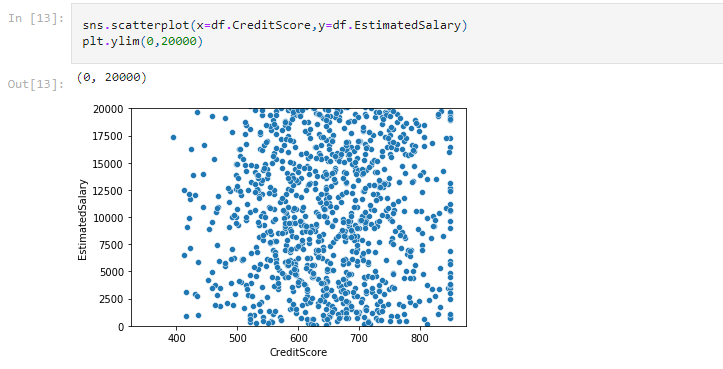 In [13]:
sns.scatterplot(x=df.CreditScore,y=df.EstimatedSalary)
plt.ylim(0,20000)
Out[13]:
(0, 20000)
20000
17500
15000
12500
10000
7500
5000
2500
0
EstimatedSalary
400 500 600 700 800
CreditScore